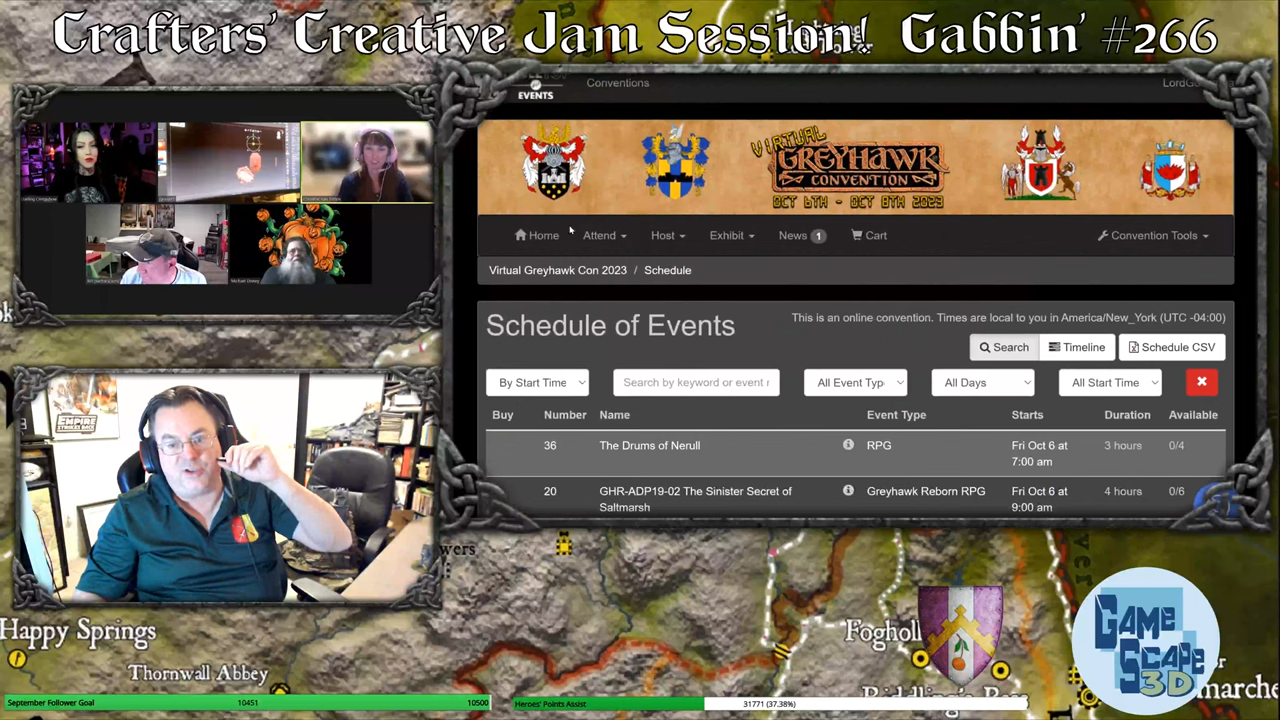 Crafters' Creative Jam Session! Gabbin' #266
EVENTS
Conventions
VIRTUAL
GREYHAWK
CONVENTION
OCT 6TH - OCT 8TH 2023
Home
Attend
Host
Exhibit
News 1
Cart
Convention Tools
Virtual Greyhawk Con 2023 / Schedule
Schedule of Events
This is an online convention. Times are local to you in America/New_York (UTC -04:00)
Search
Timeline
Schedule CSV
By Start Time
Search by keyword or event
All Event Typ
All Days
All Start Time
Buy Number Name Event Type Starts Duration Available
36 The Drums of Nerull RPG Fri Oct 6 at 3 hours 0/4
7:00 am
20 GHR-ADP19-02 The Sinister Secret of Greyhawk Reborn RPG Fri Oct 6 at 4 hours 0/6
Saltmarsh 9:00 am
EMPIRE
STRIKES
BACK
Happy Springs
Thornwall Abbey
Foghol
GAME
SCAPE
3D
marche
September Follower Goal 10451 10500
Heroes' Points Assist 31771 (37.38%)